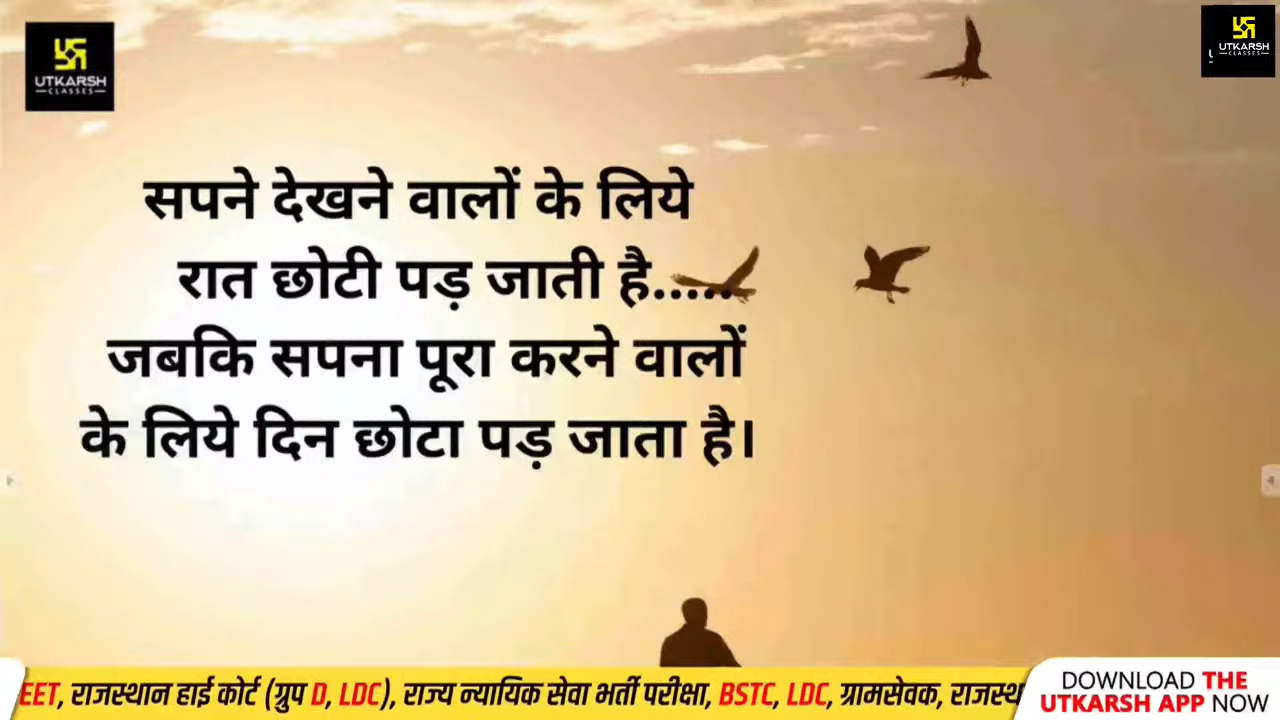 UTKARSH
CLASSES
UTKARSH
CLASSES
सपने देखने वालों के लिये
रात छोटी पड़ जाती है.....
जबकि सपना पूरा करने वालों
के लिये दिन छोटा पड़ जाता है।
EET, राजस्थान हाई कोर्ट (ग्रुप D, LDC), राज्य न्यायिक सेवा भर्ती परीक्षा, BSTC, LDC, ग्रामसेवक,
DOWNLOAD THE
UTKARSH APP NOW